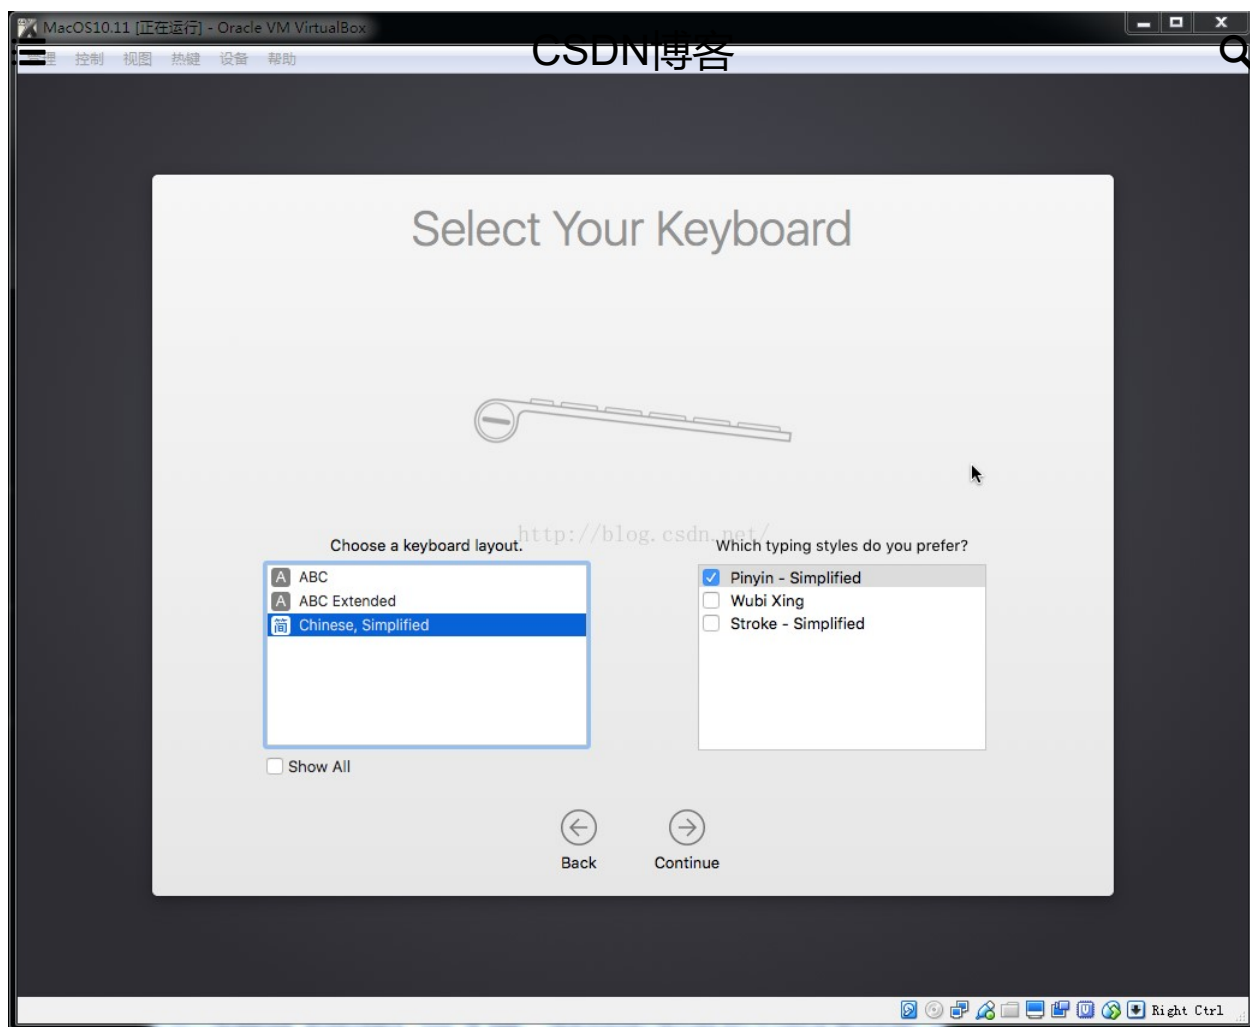 MacOS10.11 [正在运行] - Oracle VM VirtualBox
CSDN博客
管理 控制 视图 热键 设备 帮助
Select Your Keyboard
http://blog.csdn.net/
Choose a keyboard layout.
Which typing styles do you prefer?
A ABC
A ABC Extended
简 Chinese, Simplified
Pinyin - Simplified
Wubi Xing
Stroke - Simplified
Show All
Back
Continue
Right Ctrl